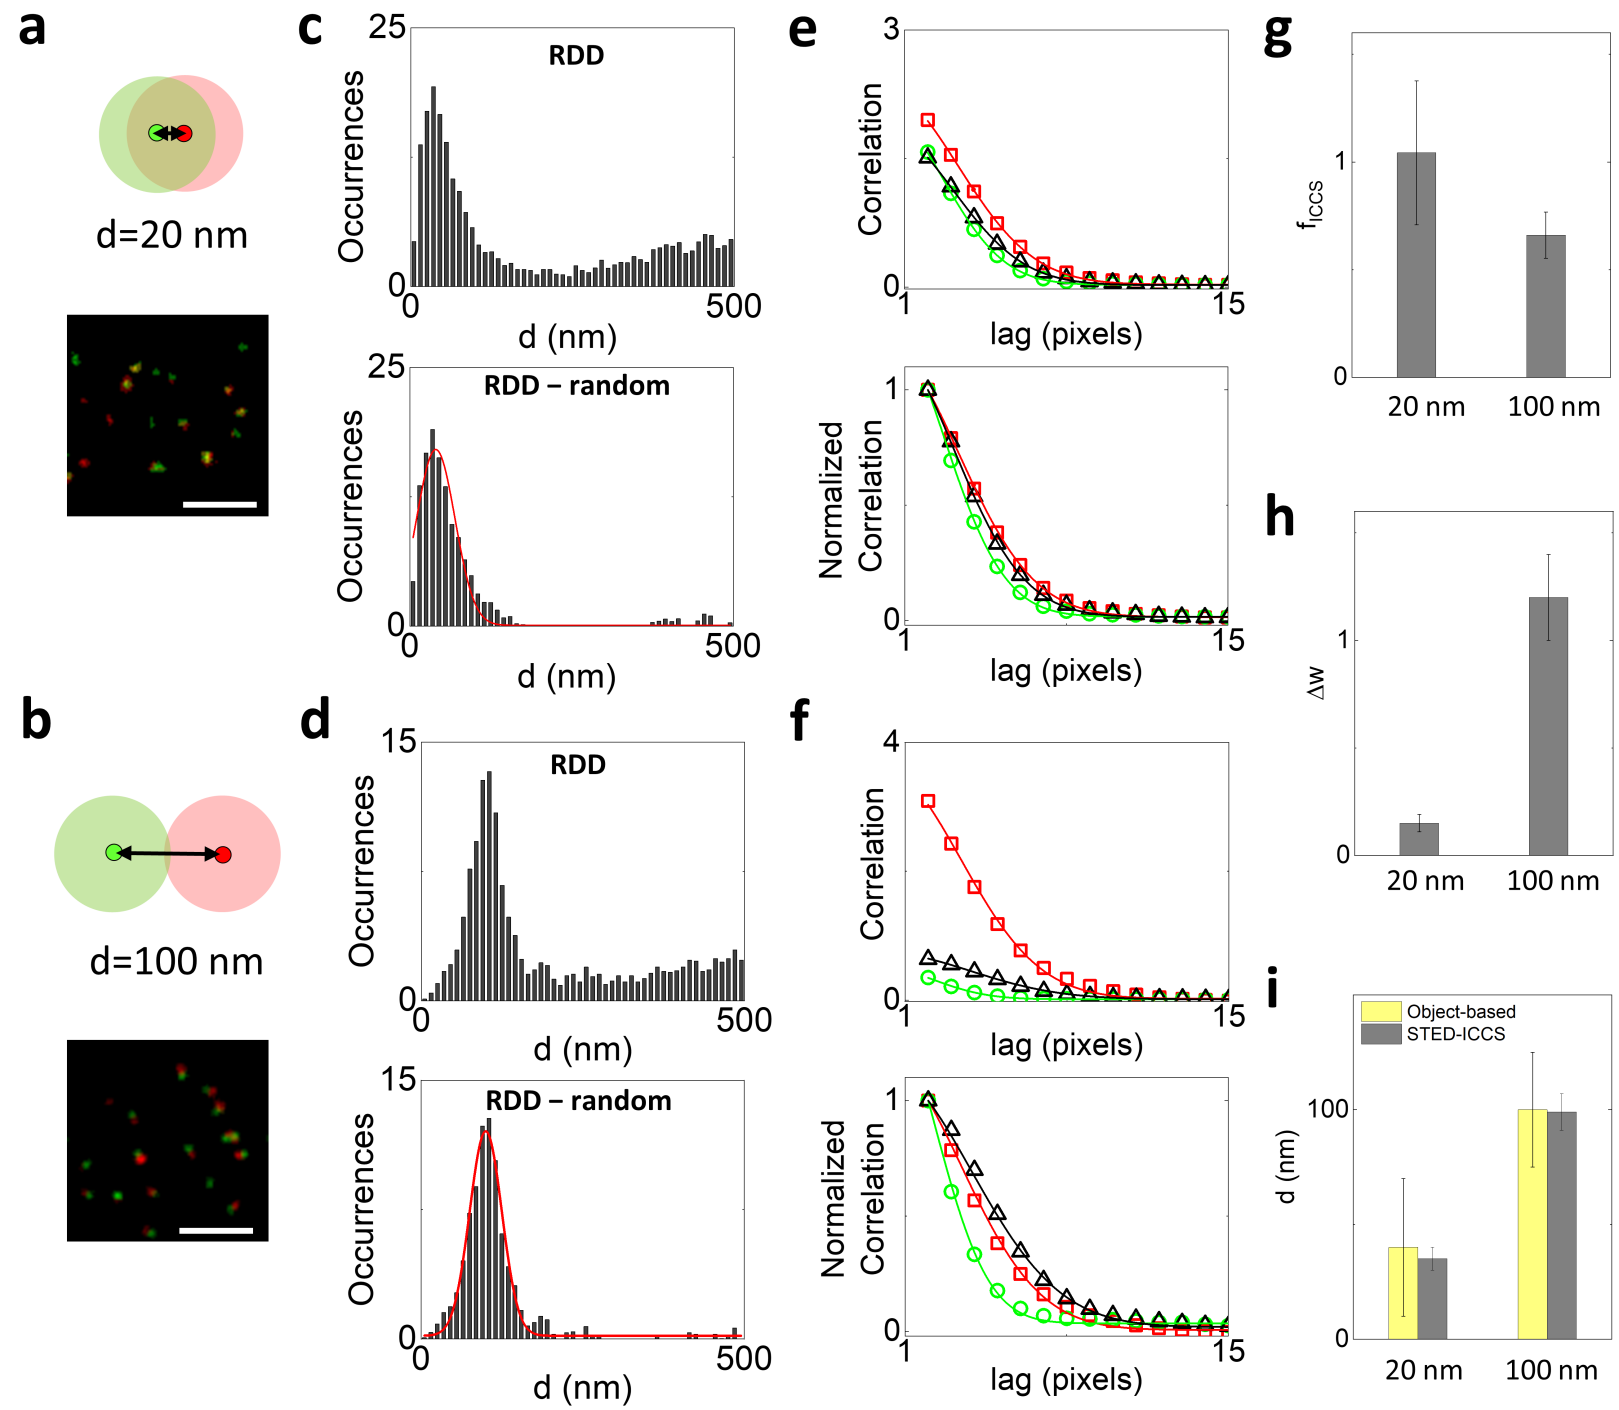 a
d=20 nm
b
d=100 nm
c
25
RDD
Occurrences
0
0
500
d (nm)
25
RDD – random
Occurrences
0
0
500
d (nm)
d
15
RDD
Occurrences
0
0
500
d (nm)
15
RDD – random
Occurrences
0
0
500
d (nm)
e
3
Correlation
0
1
15
lag (pixels)
1
Normalized
Correlation
0
1
15
lag (pixels)
f
4
Correlation
0
1
15
lag (pixels)
1
Normalized
Correlation
0
1
15
lag (pixels)
g
fICCS
1
0
20 nm
100 nm
h
Δw
1
0
20 nm
100 nm
i
Object-based
STED-ICCS
100
d (nm)
0
20 nm
100 nm